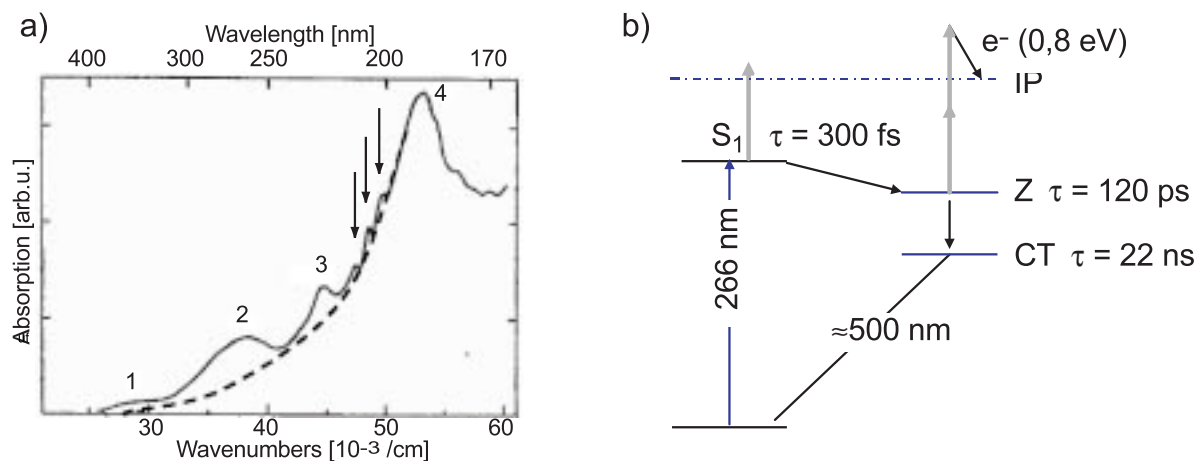 a)
Wavelength [nm]
400 300 250 200 170
4
3
2
1
Absorption [arb.u.]
30 40 50 60
Wavenumbers [10-3 /cm]
b)
e- (0,8 eV)
IP
S1 τ = 300 fs
Z τ = 120 ps
266 nm
CT τ = 22 ns
≈500 nm